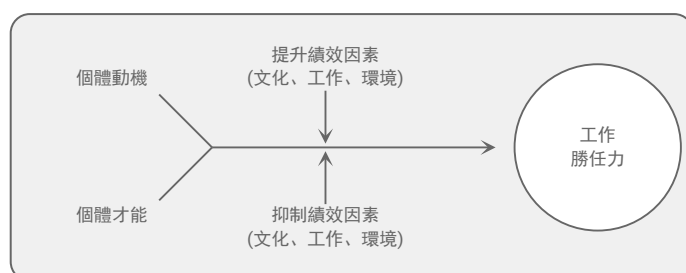 提升績效因素
(文化、工作、環境)
個體動機
工作
勝任力
個體才能
抑制績效因素
(文化、工作、環境)